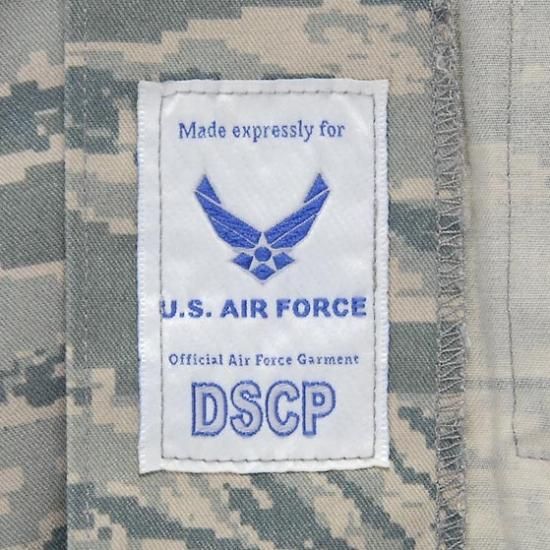 Made expressly for
U.S. AIR FORCE
Official Air Force Garment
DSCP